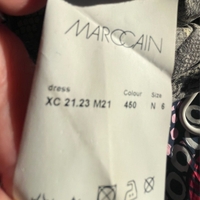 MARCCAIN
dress Colour Size
XC 21.23 M21 450 N 6